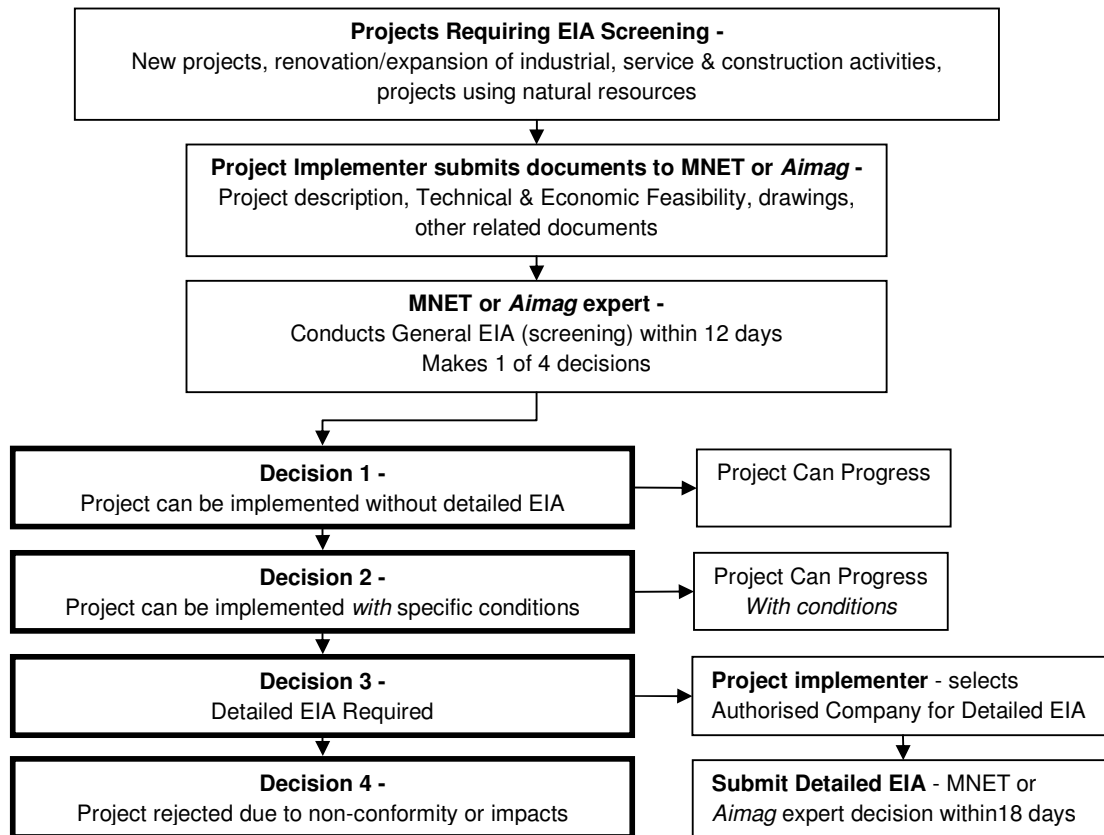 Projects Requiring EIA Screening -
New projects, renovation/expansion of industrial, service & construction activities,
projects using natural resources
Project Implementer submits documents to MNET or Aimag -
Project description, Technical & Economic Feasibility, drawings,
other related documents
MNET or Aimag expert -
Conducts General EIA (screening) within 12 days
Makes 1 of 4 decisions
Decision 1 -
Project can be implemented without detailed EIA
Project Can Progress
Decision 2 -
Project can be implemented with specific conditions
Project Can Progress
With conditions
Decision 3 -
Detailed EIA Required
Project implementer - selects
Authorised Company for Detailed EIA
Decision 4 -
Project rejected due to non-conformity or impacts
Submit Detailed EIA - MNET or
Aimag expert decision within18 days